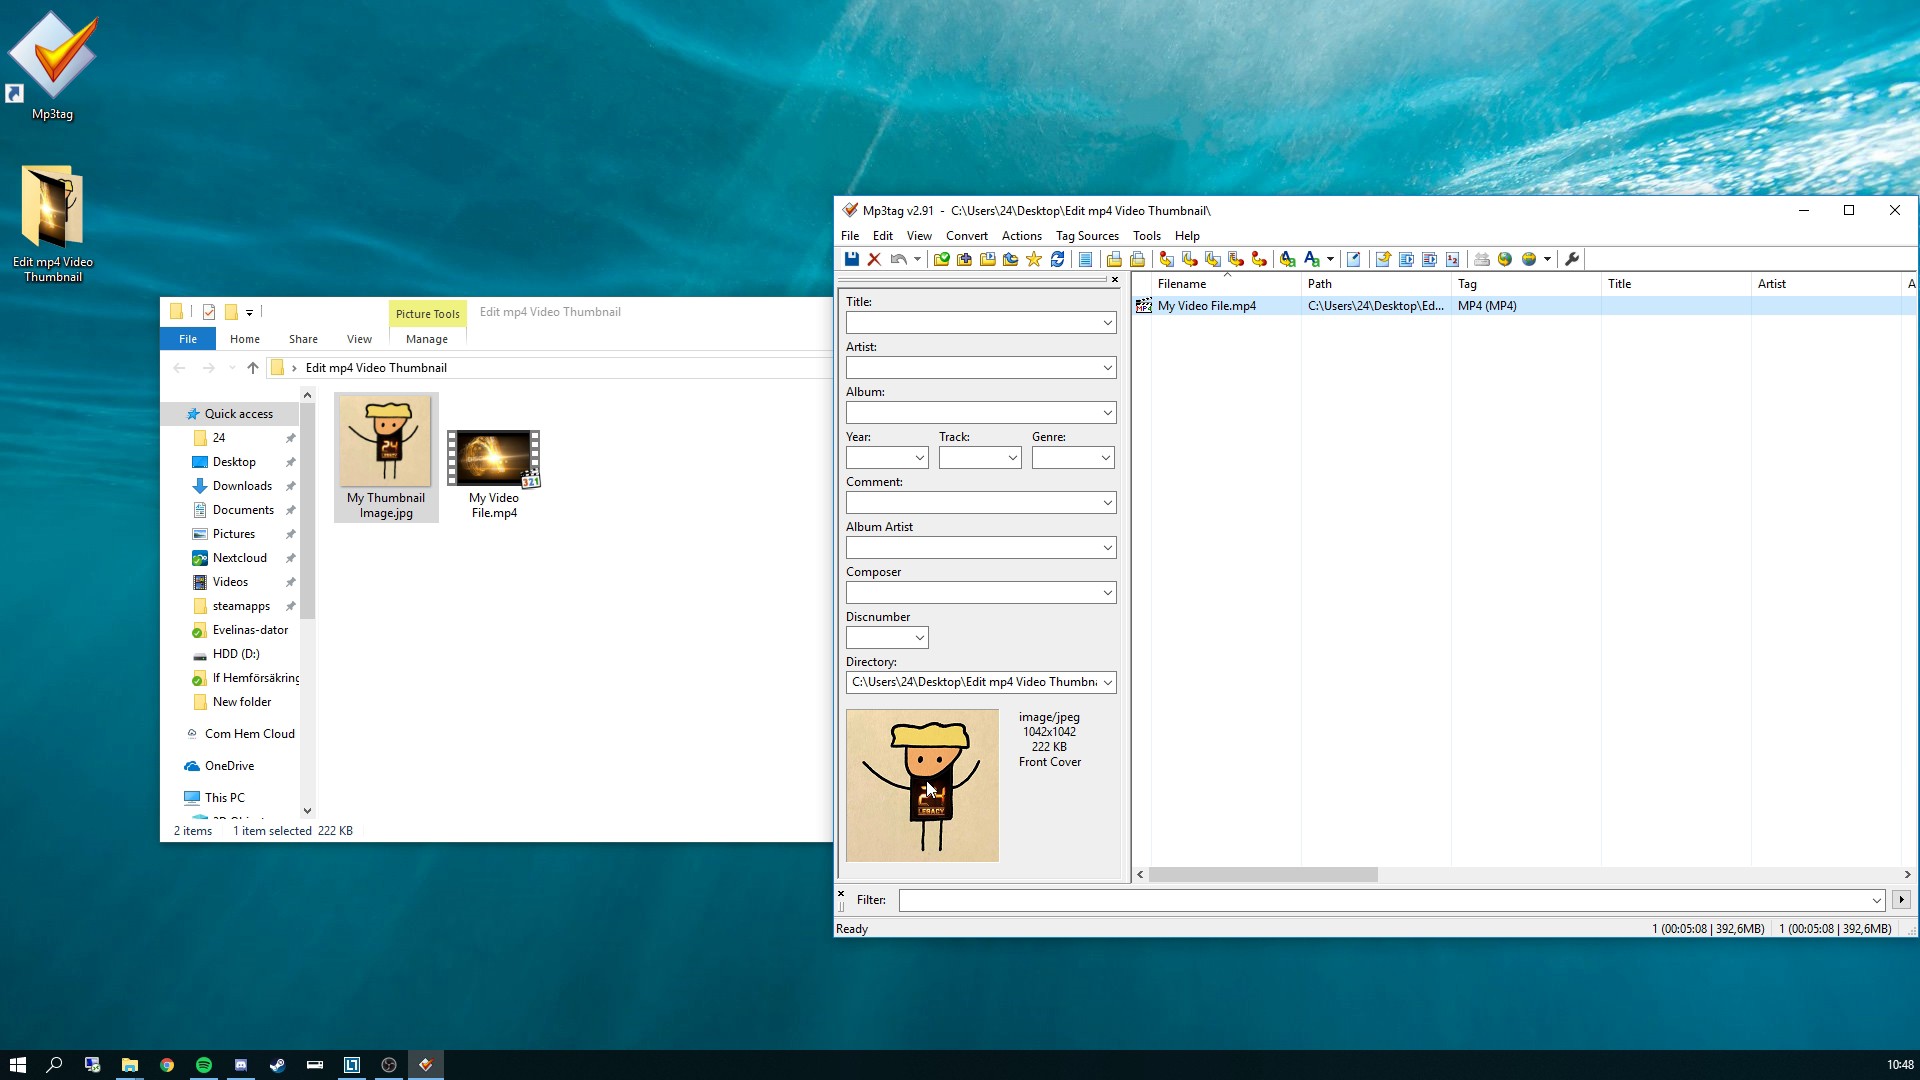 Mp3tag
Edit mp4 Video
Thumbnail
Picture Tools
Edit mp4 Video Thumbnail
File
Home
Share
View
Manage
Edit mp4 Video Thumbnail
Quick access
24
Desktop
Downloads
Documents
Pictures
Nextcloud
Videos
steamapps
Evelinas-dator
HDD (D:)
If Hemförsäkring
New folder
Com Hem Cloud
OneDrive
This PC
24
My Thumbnail
Image.jpg
321
My Video
File.mp4
2 items
1 item selected 222 KB
Mp3tag v2.91 - C:\Users\24\Desktop\Edit mp4 Video Thumbnail\
File Edit View Convert Actions Tag Sources Tools Help
Title:
Artist:
Album:
Year:
Track:
Genre:
Comment:
Album Artist
Composer
Discnumber
Directory:
C:\Users\24\Desktop\Edit mp4 Video Thumbn
24
LEGACY
image/jpeg
1042x1042
222 KB
Front Cover
Filename Path Tag Title Artist A
My Video File.mp4 C:\Users\24\Desktop\Ed... MP4 (MP4)
Filter:
Ready
1 (00:05:08 | 392,6MB)
1 (00:05:08 | 392,6MB)
10:48